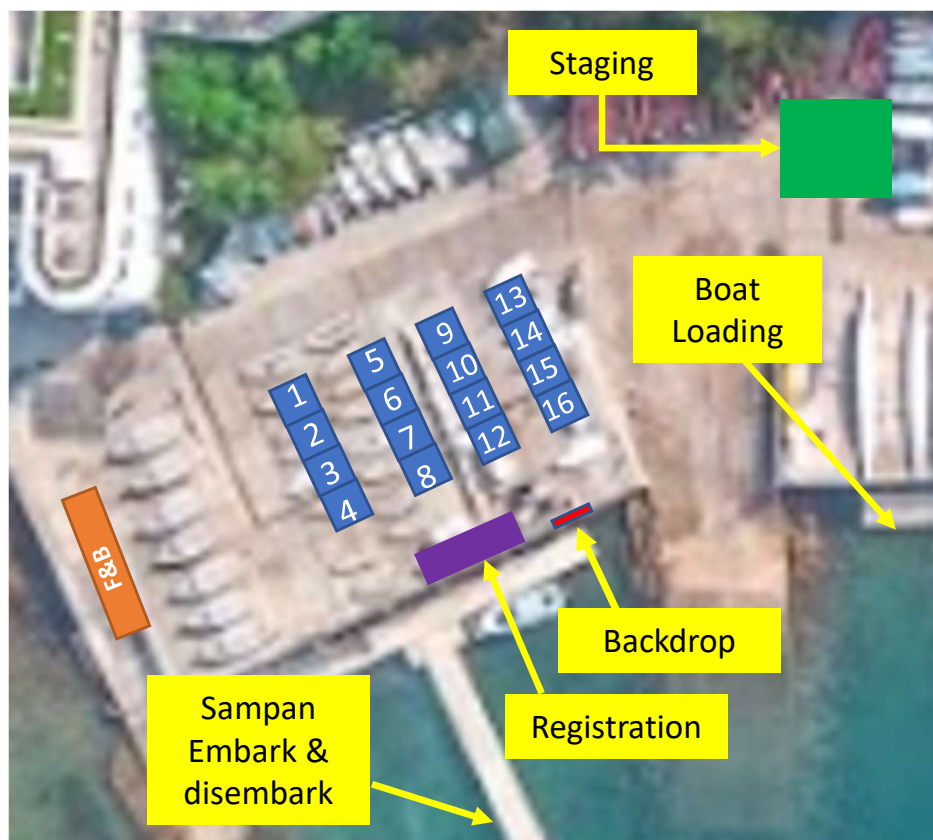 Staging
Boat
Loading
1
2
3
4
5
6
7
8
9
10
11
12
13
14
15
16
F&B
Backdrop
Registration
Sampan
Embark &
disembark